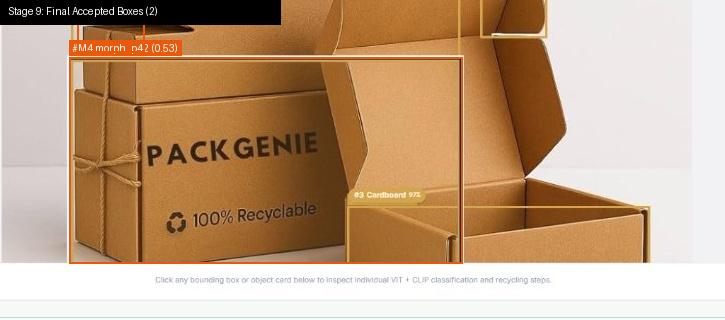 Stage 9: Final Accepted Boxes (2)
#M4 morph_p42 (0.53)
PACKGENIE
100% Recyclable
#3 Cardboard 97%
Click any bounding box or object card below to inspect individual ViT + CLIP classification and recycling steps.